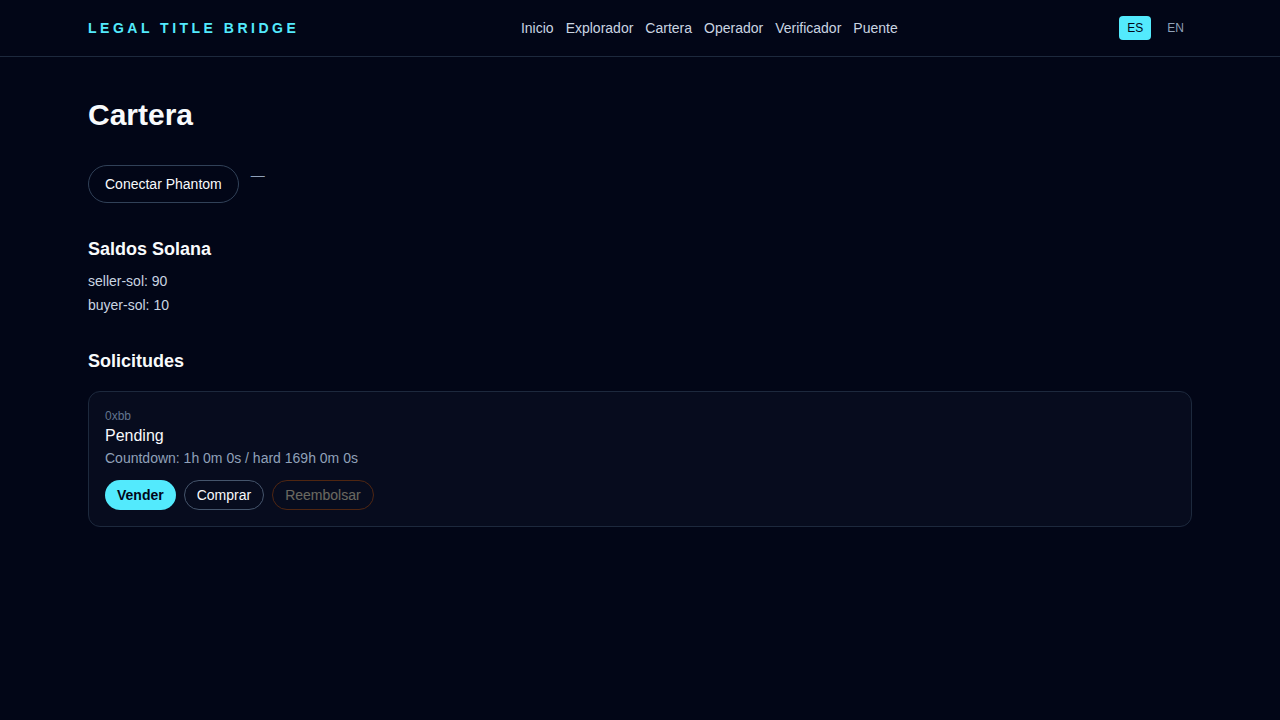 LEGAL TITLE BRIDGE
Inicio Explorador Cartera Operador Verificador Puente
ES EN
Cartera
Conectar Phantom —
Saldos Solana
seller-sol: 90
buyer-sol: 10
Solicitudes
0xbb
Pending
Countdown: 1h 0m 0s / hard 169h 0m 0s
Vender Comprar Reembolsar